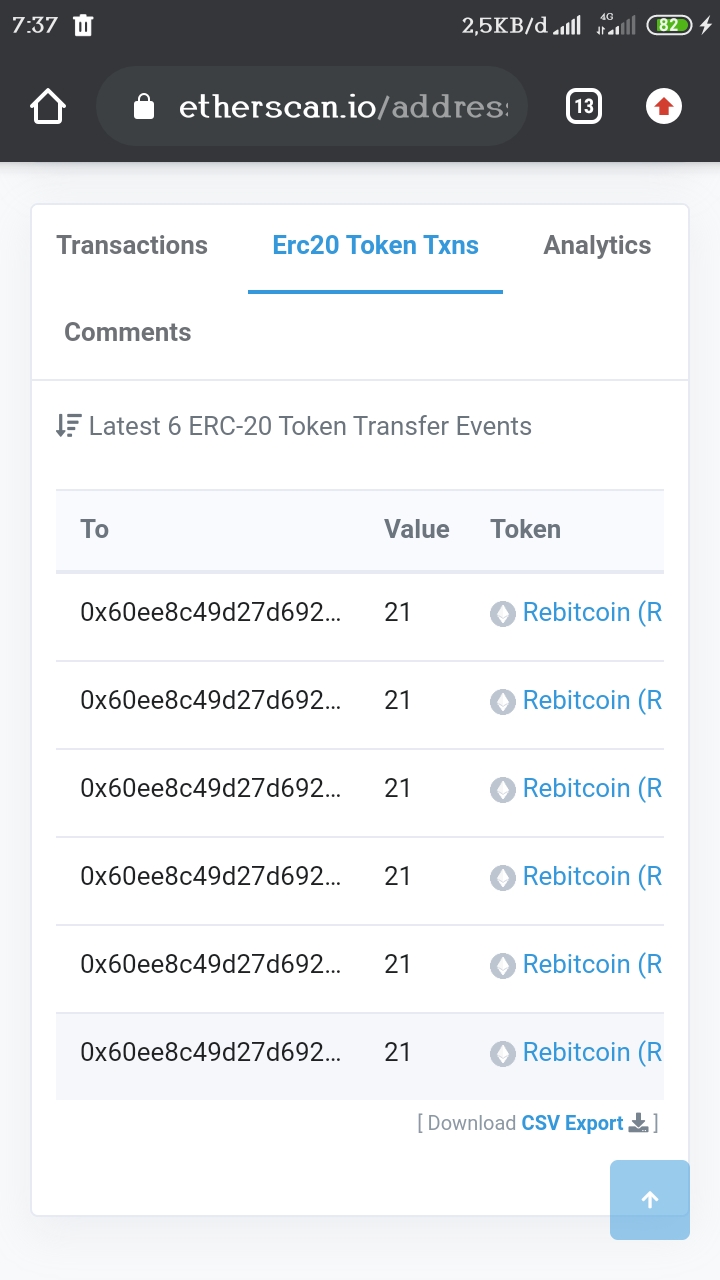 7:37 2,5KB/d 4G 82
etherscan.io/address 13
Transactions Erc20 Token Txns Analytics
Comments
Latest 6 ERC-20 Token Transfer Events
To Value Token
0x60ee8c49d27d692... 21 Rebitcoin (R
0x60ee8c49d27d692... 21 Rebitcoin (R
0x60ee8c49d27d692... 21 Rebitcoin (R
0x60ee8c49d27d692... 21 Rebitcoin (R
0x60ee8c49d27d692... 21 Rebitcoin (R
0x60ee8c49d27d692... 21 Rebitcoin (R
[ Download CSV Export ]